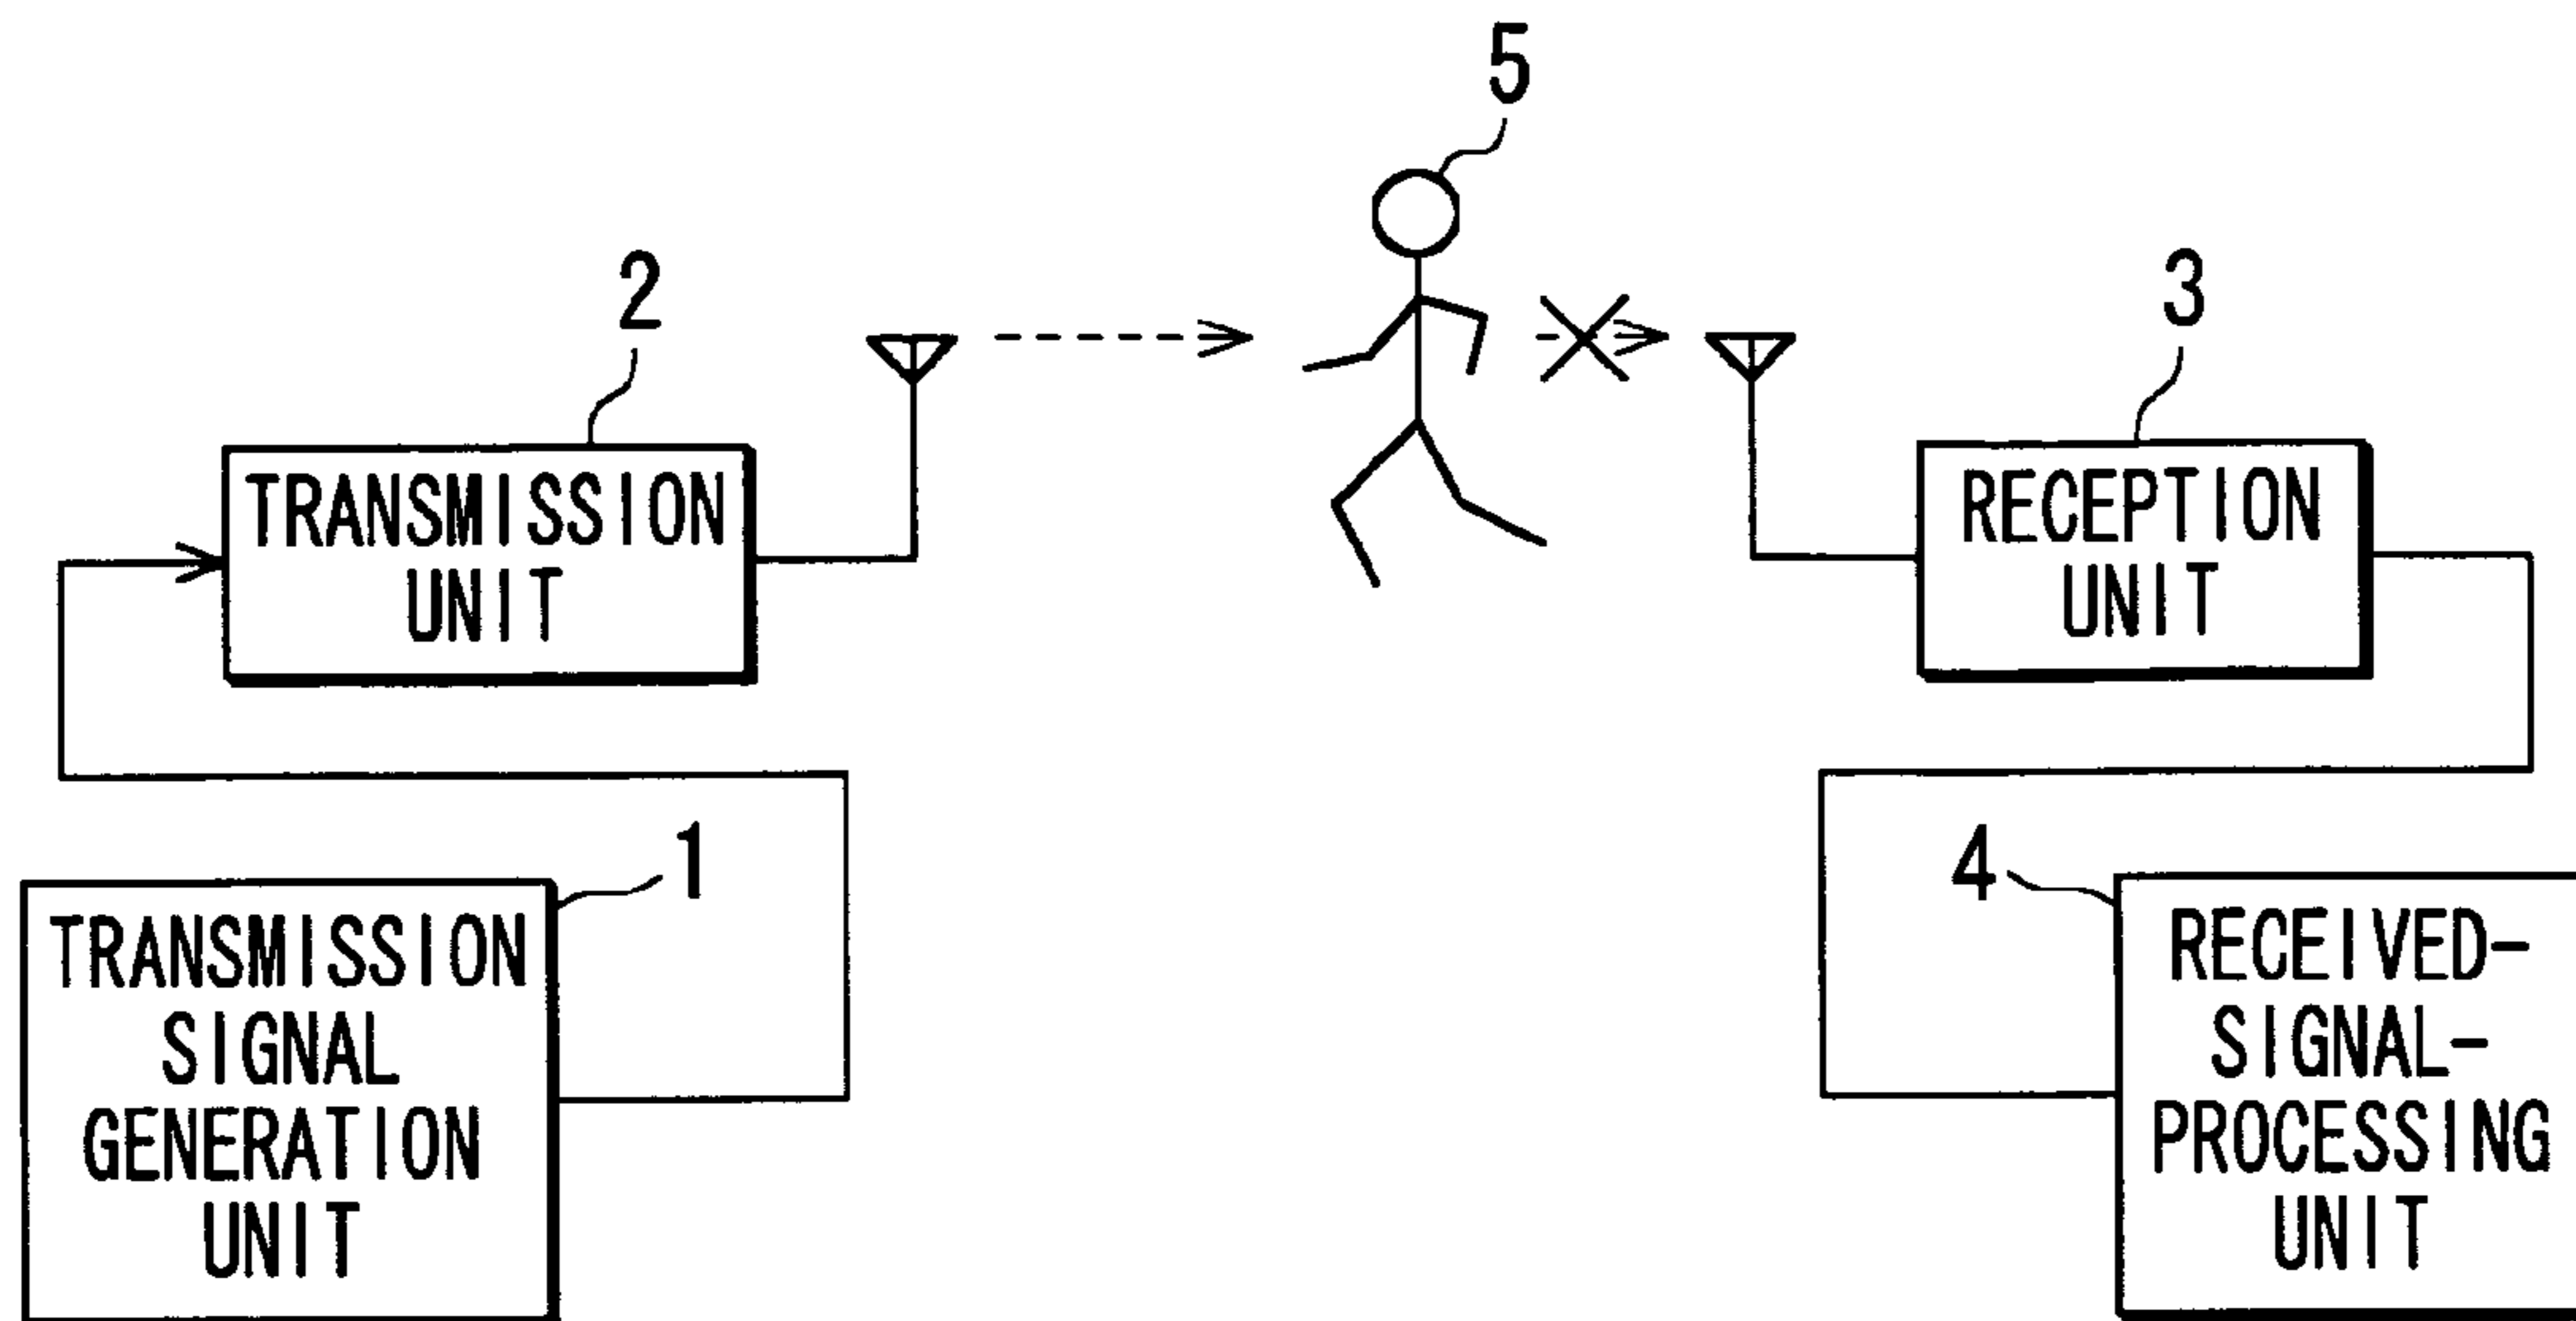 5
2
3
TRANSMISSION
UNIT
RECEPTION
UNIT
1
4
TRANSMISSION
SIGNAL
GENERATION
UNIT
RECEIVED-
SIGNAL-
PROCESSING
UNIT